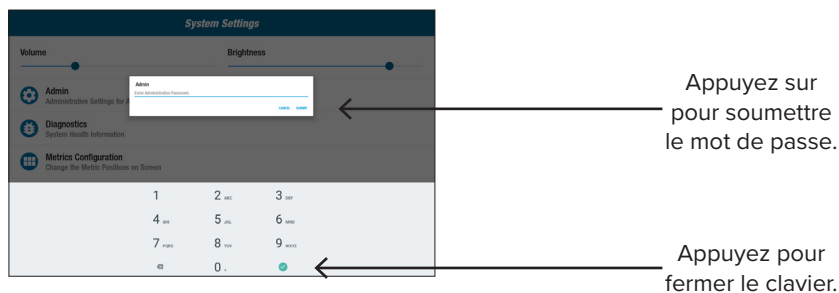 System Settings
Volume Brightness
Admin
Administrative Settings for A
Admin
Enter Administrative Password
CANCEL SUBMIT
Diagnostics
System Health Information
Metrics Configuration
Change the Metric Positions on Screen
1 2 ABC 3 DEF
4 GHI 5 JKL 6 MNO
7 PQRS 8 TUV 9 WXYZ
0 .
Appuyez sur
pour soumettre
le mot de passe.
Appuyez pour
fermer le clavier.